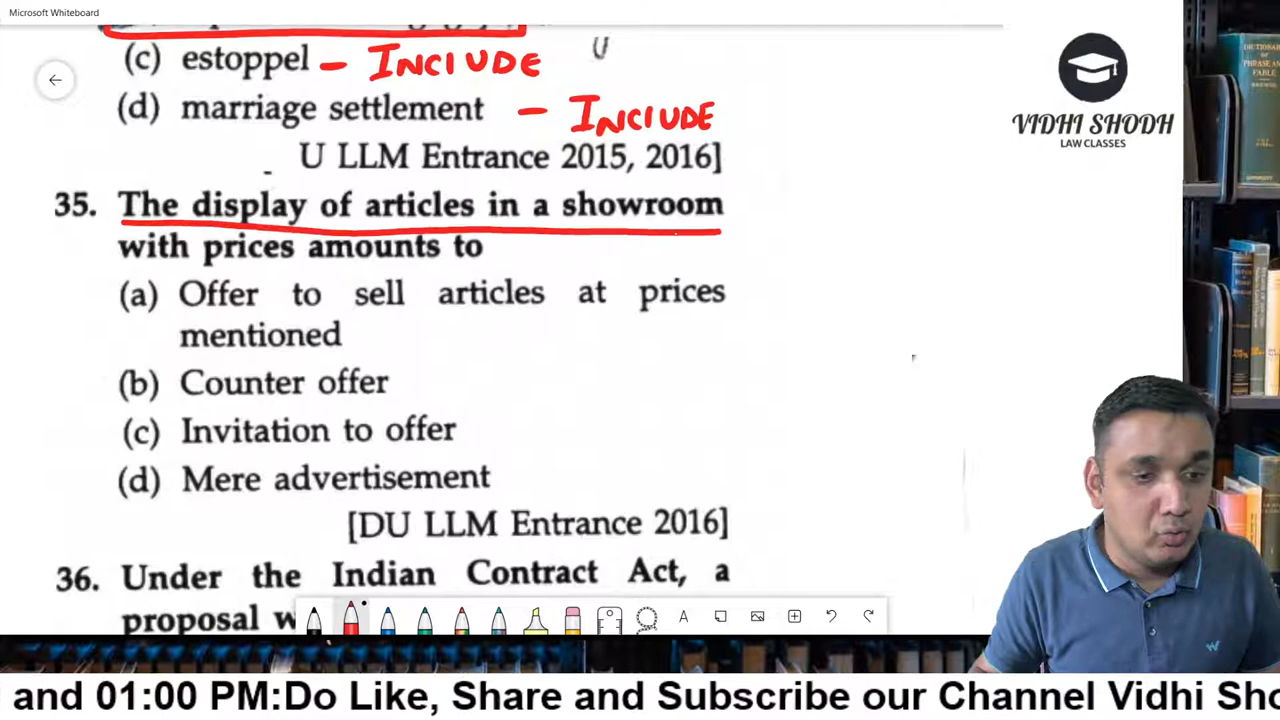 Microsoft Whiteboard
(c) estoppel - INCLUDE
(d) marriage settlement - INCLUDE
U LLM Entrance 2015, 2016]
35. The display of articles in a showroom
with prices amounts to
(a) Offer to sell articles at prices
mentioned
(b) Counter offer
(c) Invitation to offer
(d) Mere advertisement
[DU LLM Entrance 2016]
36. Under the Indian Contract Act, a
proposal w
VIDHI SHODH
LAW CLASSES
and 01:00 PM:Do Like, Share and Subscribe our Channel Vidhi Sho